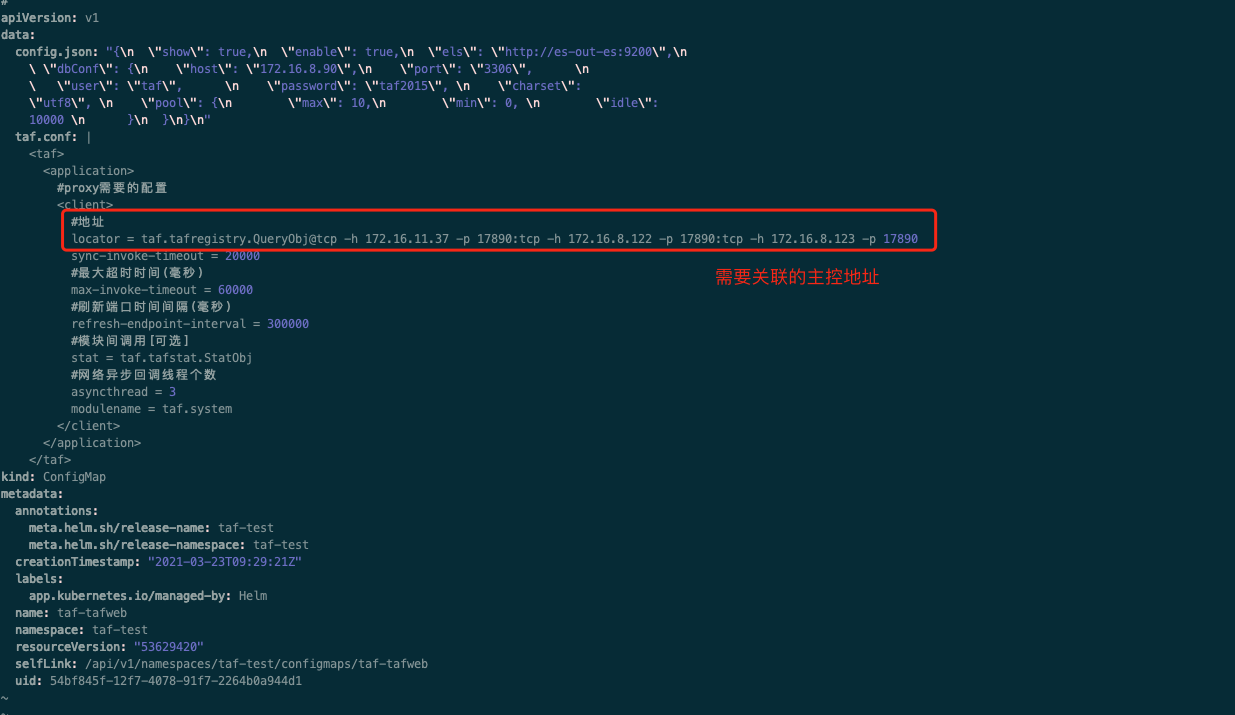 #
apiVersion: v1
data:
  config.json: "{\n  \"show\": true,\n  \"enable\": true,\n  \"els\": \"http://es-out-es:9200\",\n
    \ \"dbConf\": {\n    \"host\": \"172.16.8.90\",\n    \"port\": \"3306\",      \n
    \   \"user\": \"taf\",      \n    \"password\": \"taf2015\", \n    \"charset\":
    \"utf8\", \n    \"pool\": {\n        \"max\": 10,\n        \"min\": 0, \n        \"idle\":
    10000 \n      }\n  }\n}\n"
  taf.conf: |
    <taf>
      <application>
        #proxy需要的配置
        <client>
          #地址
          locator = taf.tafregistry.QueryObj@tcp -h 172.16.11.37 -p 17890:tcp -h 172.16.8.122 -p 17890:tcp -h 172.16.8.123 -p 17890
          sync-invoke-timeout = 20000
          #最大超时时间(毫秒)
需要关联的主控地址
          max-invoke-timeout = 60000
          #刷新端口时间间隔(毫秒)
          refresh-endpoint-interval = 300000
          #模块间调用[可选]
          stat = taf.tafstat.StatObj
          #网络异步回调线程个数
          asyncthread = 3
          modulename = taf.system
        </client>
      </application>
    </taf>
kind: ConfigMap
metadata:
  annotations:
    meta.helm.sh/release-name: taf-test
    meta.helm.sh/release-namespace: taf-test
  creationTimestamp: "2021-03-23T09:29:21Z"
  labels:
    app.kubernetes.io/managed-by: Helm
  name: taf-tafweb
  namespace: taf-test
  resourceVersion: "53629420"
  selfLink: /api/v1/namespaces/taf-test/configmaps/taf-tafweb
  uid: 54bf845f-12f7-4078-91f7-2264b0a944d1
~
~